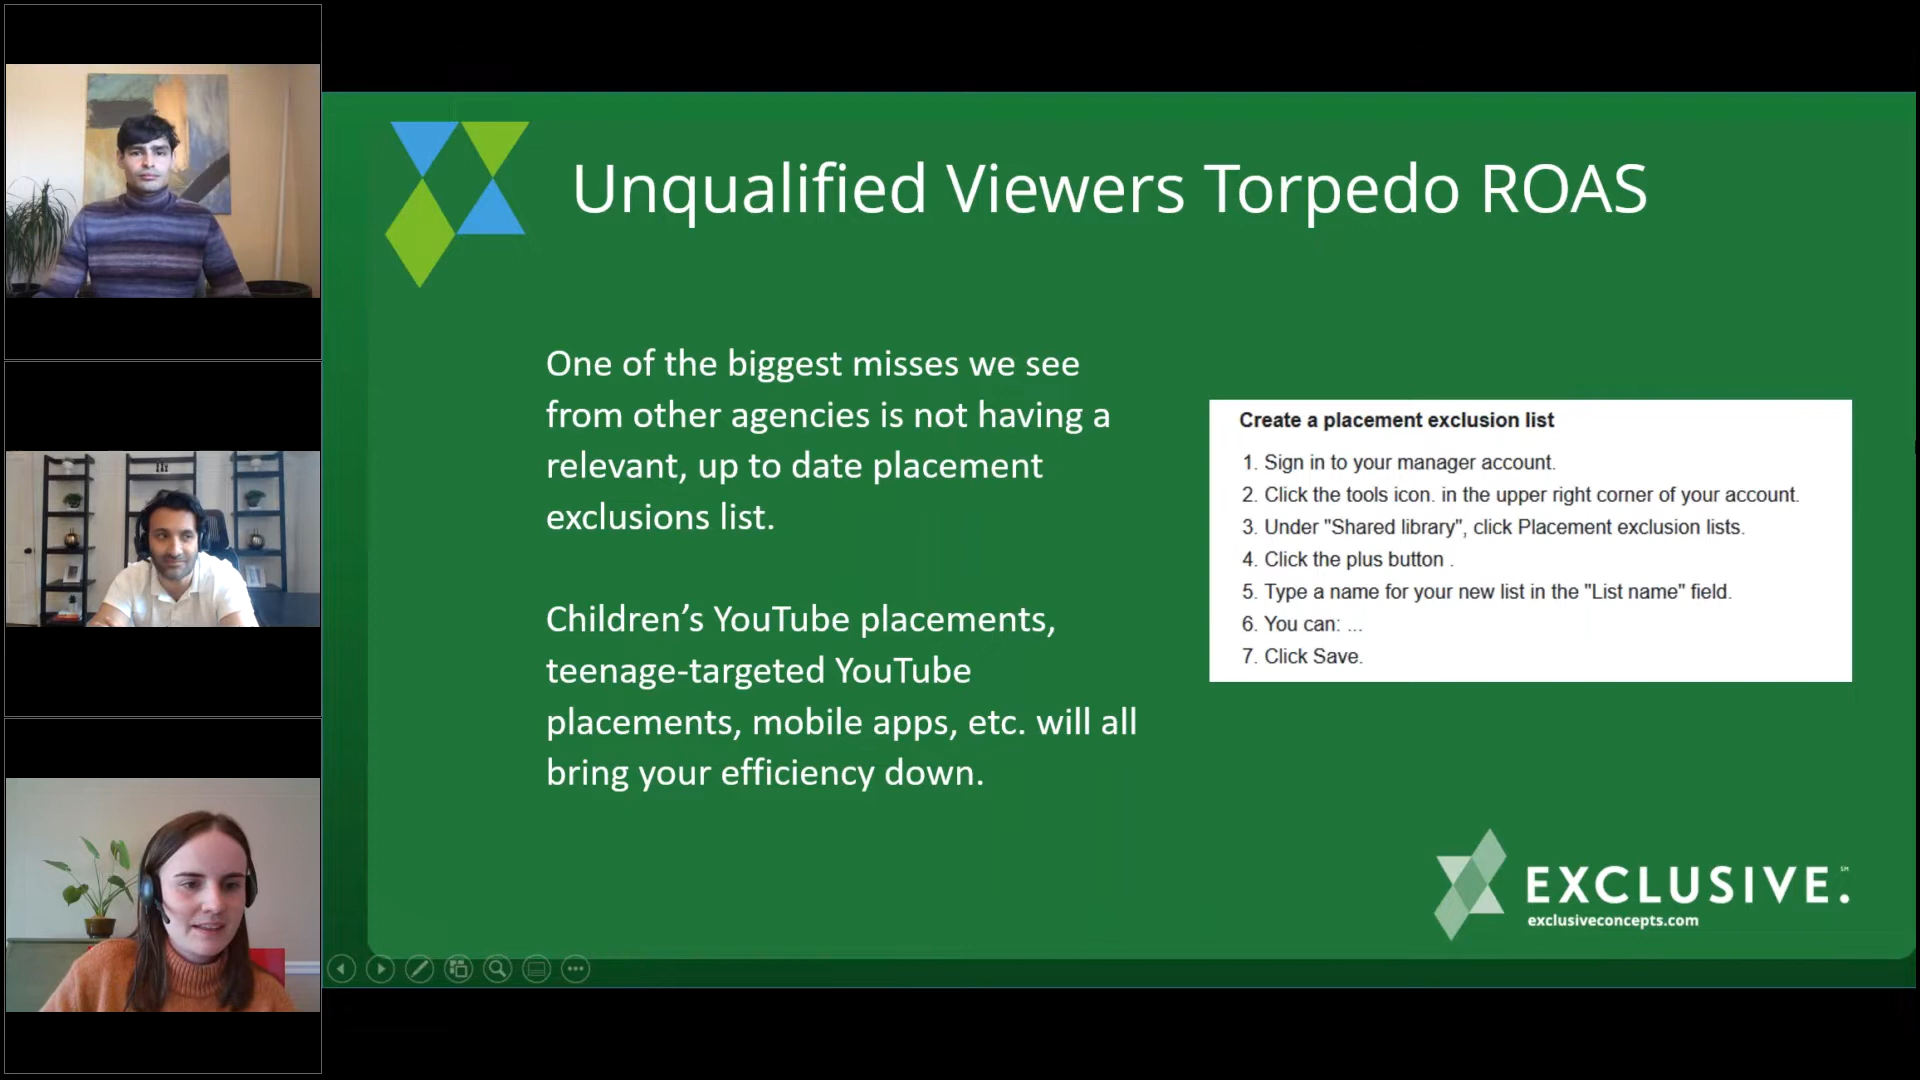 Unqualified Viewers Torpedo ROAS
One of the biggest misses we see
from other agencies is not having a
relevant, up to date placement
exclusions list.
Children’s YouTube placements,
teenage-targeted YouTube
placements, mobile apps, etc. will all
bring your efficiency down.
Create a placement exclusion list
1. Sign in to your manager account.
2. Click the tools icon. in the upper right corner of your account.
3. Under "Shared library", click Placement exclusion lists.
4. Click the plus button .
5. Type a name for your new list in the "List name" field.
6. You can: ...
7. Click Save.
EXCLUSIVE.℠
exclusiveconcepts.com